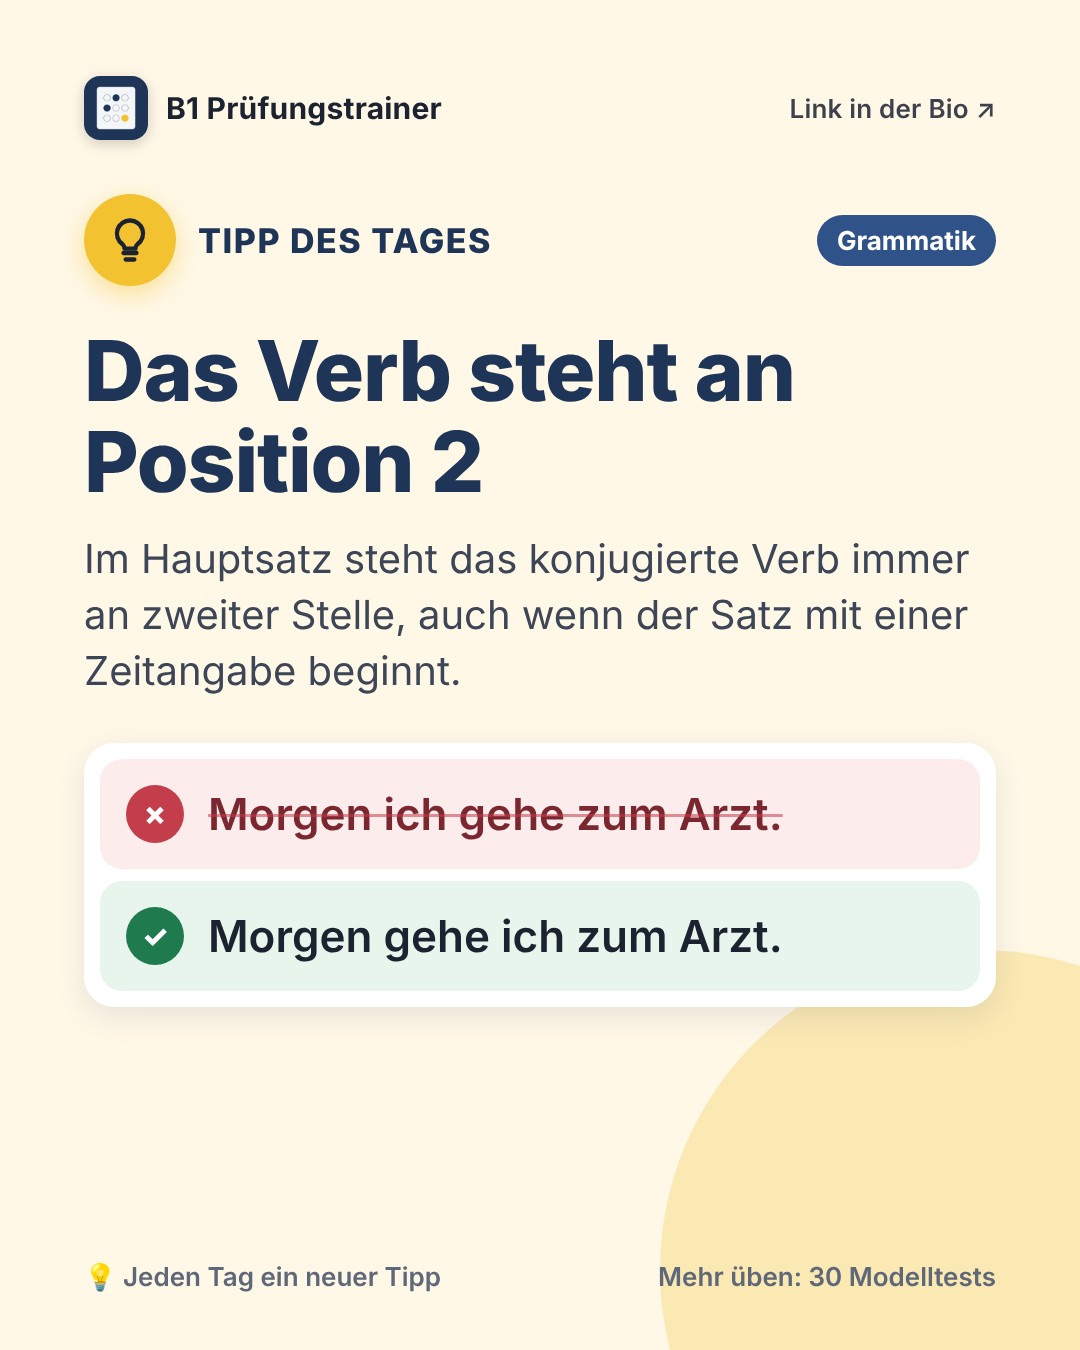 B1 Prüfungstrainer
Link in der Bio ↗
TIPP DES TAGES
Grammatik
Das Verb steht an
Position 2
Im Hauptsatz steht das konjugierte Verb immer
an zweiter Stelle, auch wenn der Satz mit einer
Zeitangabe beginnt.
Morgen ich gehe zum Arzt.
Morgen gehe ich zum Arzt.
💡 Jeden Tag ein neuer Tipp
Mehr üben: 30 Modelltests